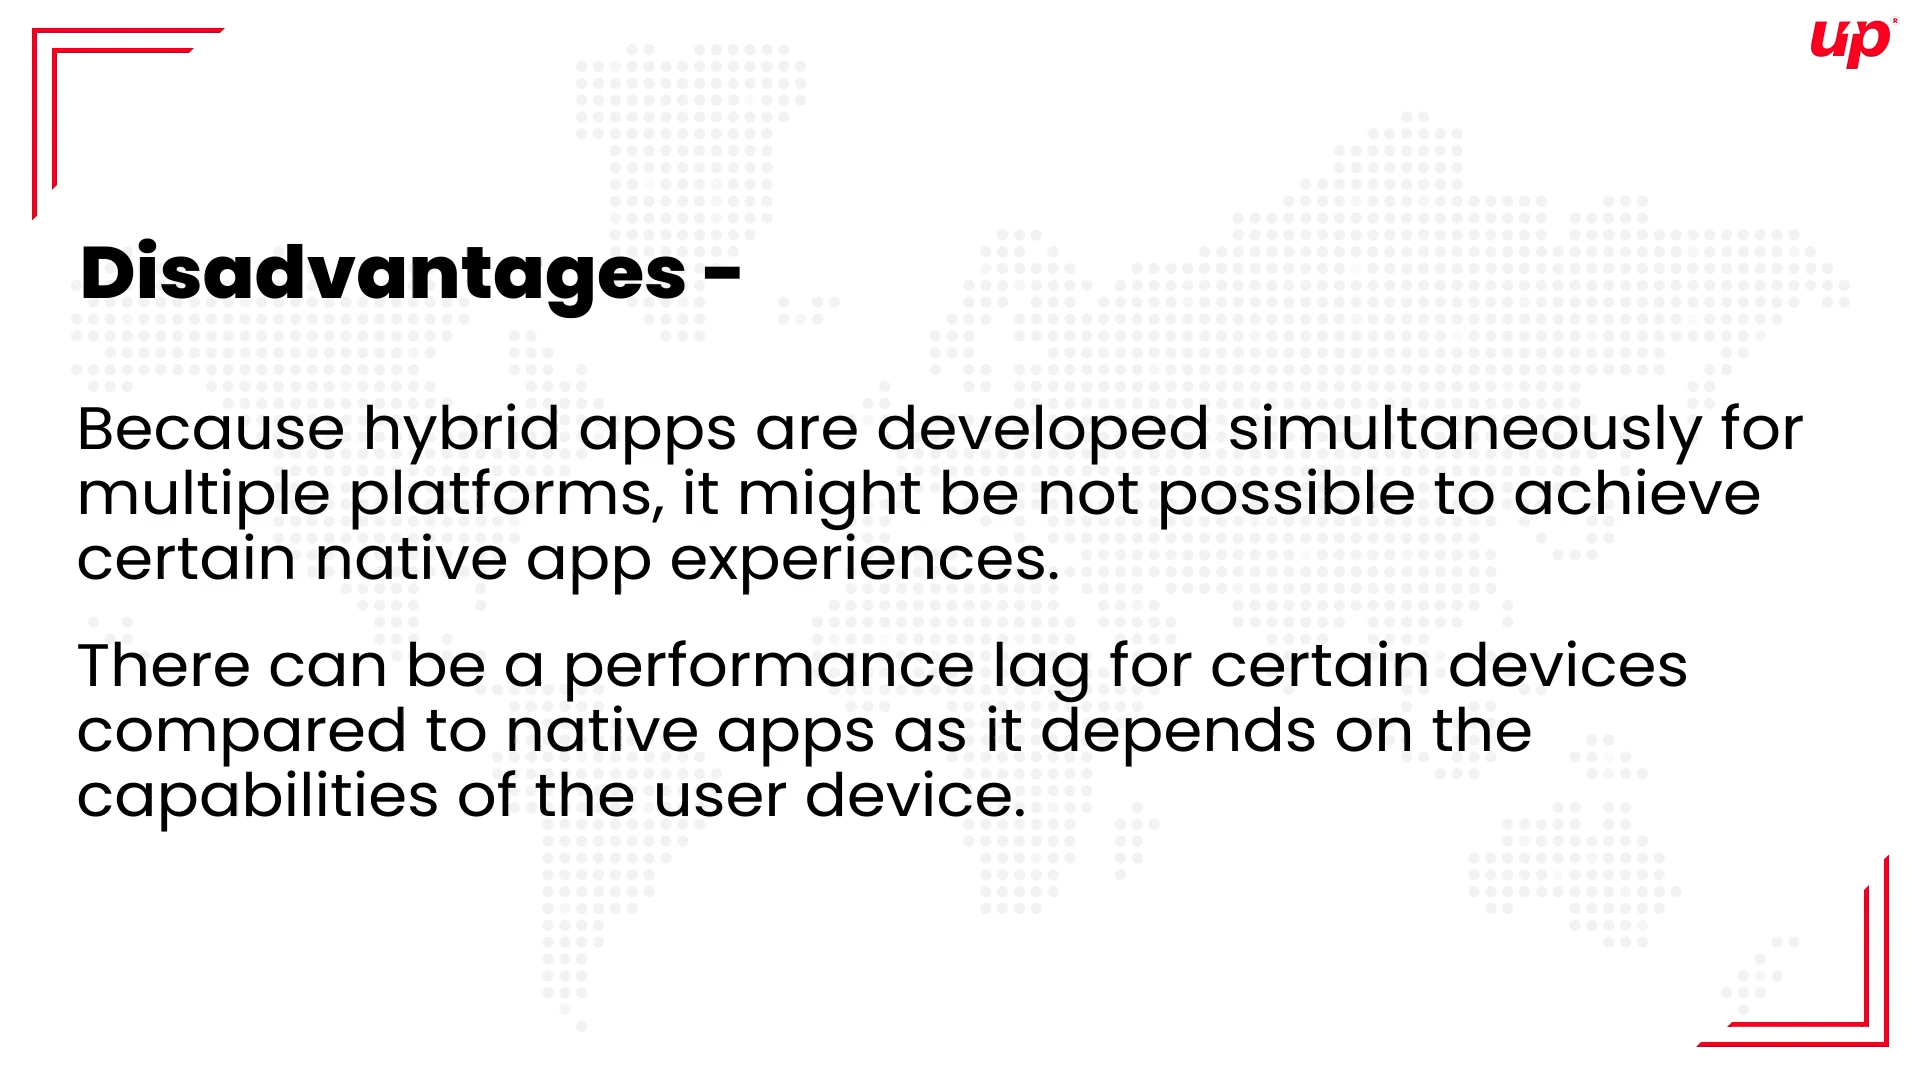 up®
Disadvantages -
Because hybrid apps are developed simultaneously for
multiple platforms, it might be not possible to achieve
certain native app experiences.
There can be a performance lag for certain devices
compared to native apps as it depends on the
capabilities of the user device.